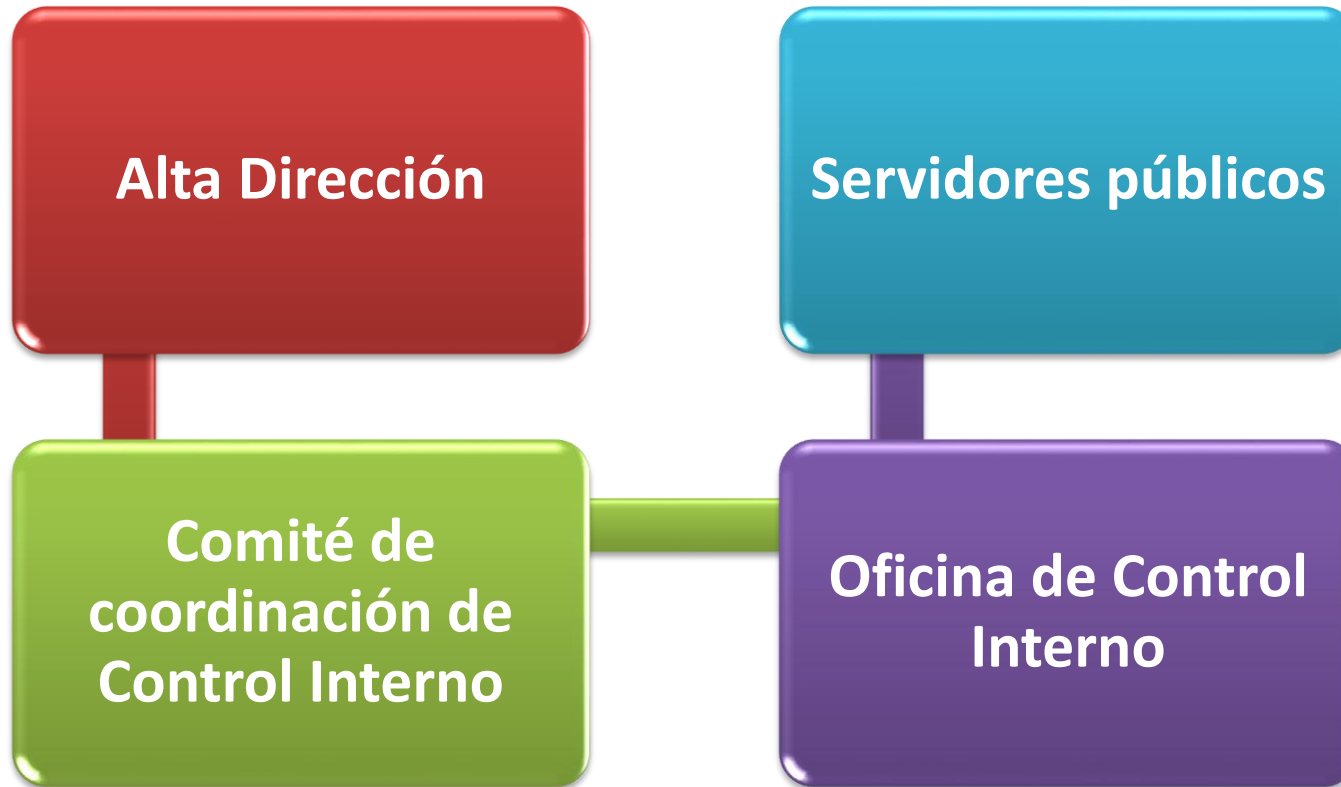 Alta Dirección
Servidores públicos
Comité de
coordinación de
Control Interno
Oficina de Control
Interno